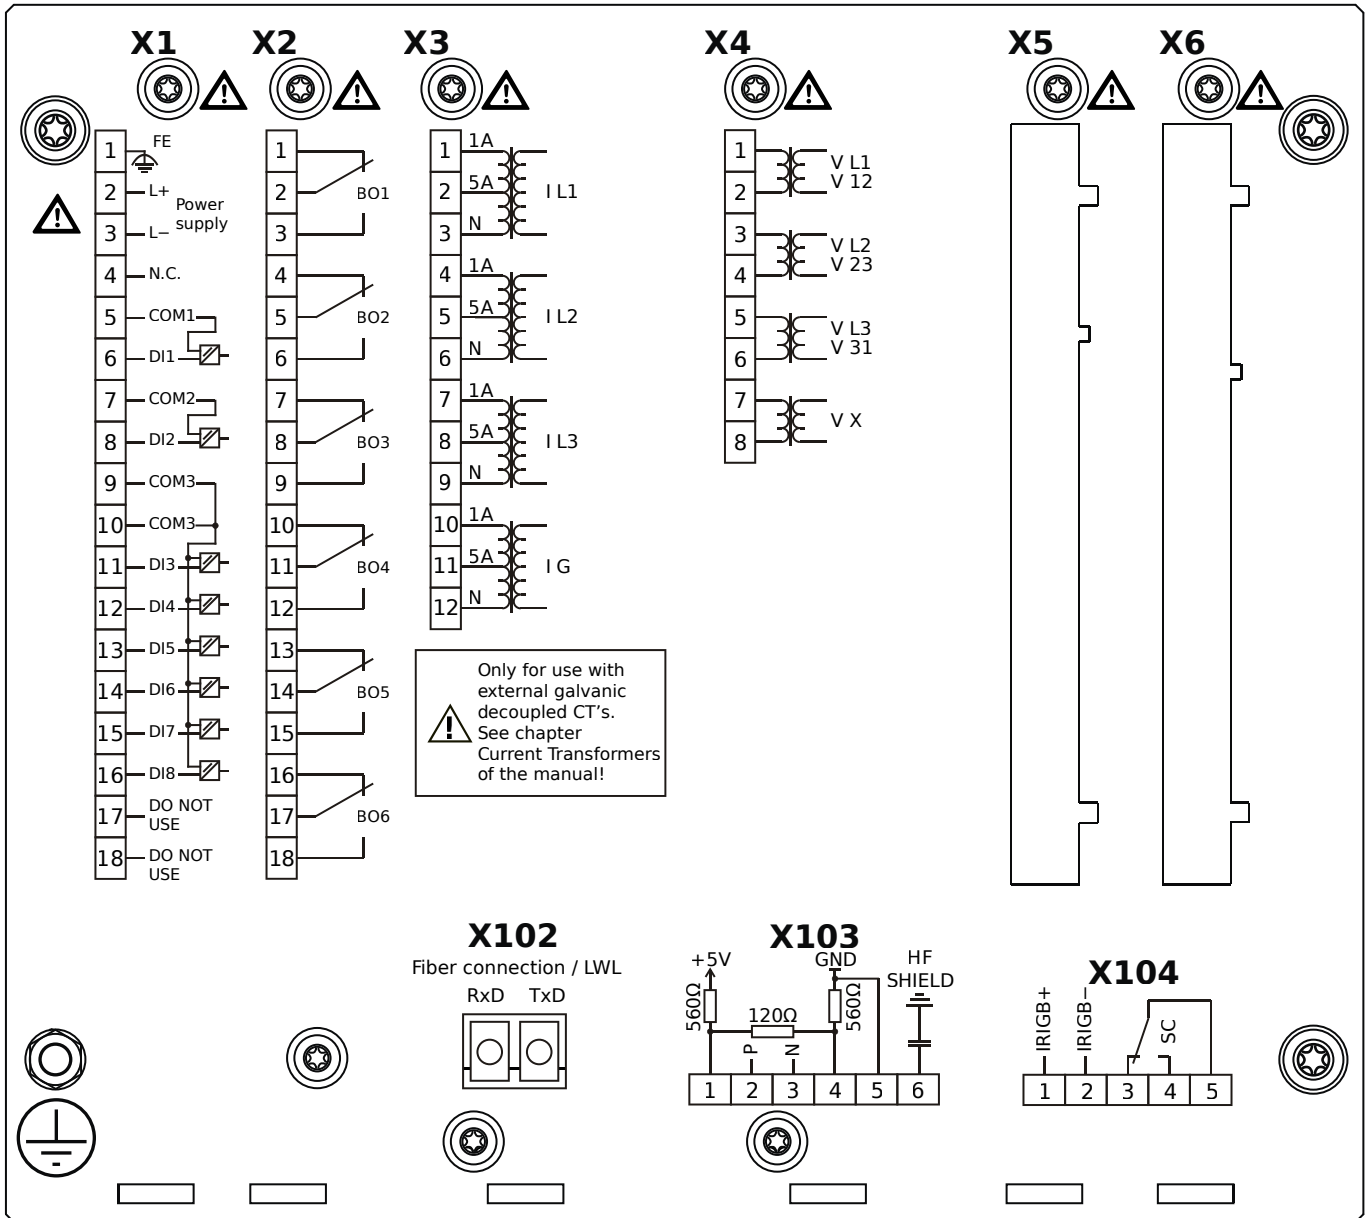 X1
X2
X3
X4
X5
X6
1 FE
2 L+
Power
supply
3 L−
4 N.C.
5 COM1
6 DI1
7 COM2
8 DI2
9 COM3
10 COM3
11 DI3
12 DI4
13 DI5
14 DI6
15 DI7
16 DI8
17 DO NOT
USE
18 DO NOT
USE
1
2 BO1
3
4
5 BO2
6
7
8 BO3
9
10
11 BO4
12
13
14 BO5
15
16
17 BO6
18
1 1A
2 5A I L1
3 N
4 1A
5 5A I L2
6 N
7 1A
8 5A I L3
9 N
10 1A
11 5A I G
12 N
Only for use with
external galvanic
decoupled CT's.
See chapter
Current Transformers
of the manual!
1 V L1
2 V 12
3 V L2
4 V 23
5 V L3
6 V 31
7 V X
8
X102
Fiber connection / LWL
RxD TxD
X103
+5V GND HF
SHIELD
560Ω 120Ω 560Ω
P N
1 2 3 4 5 6
X104
IRIGB+ IRIGB− SC
1 2 3 4 5